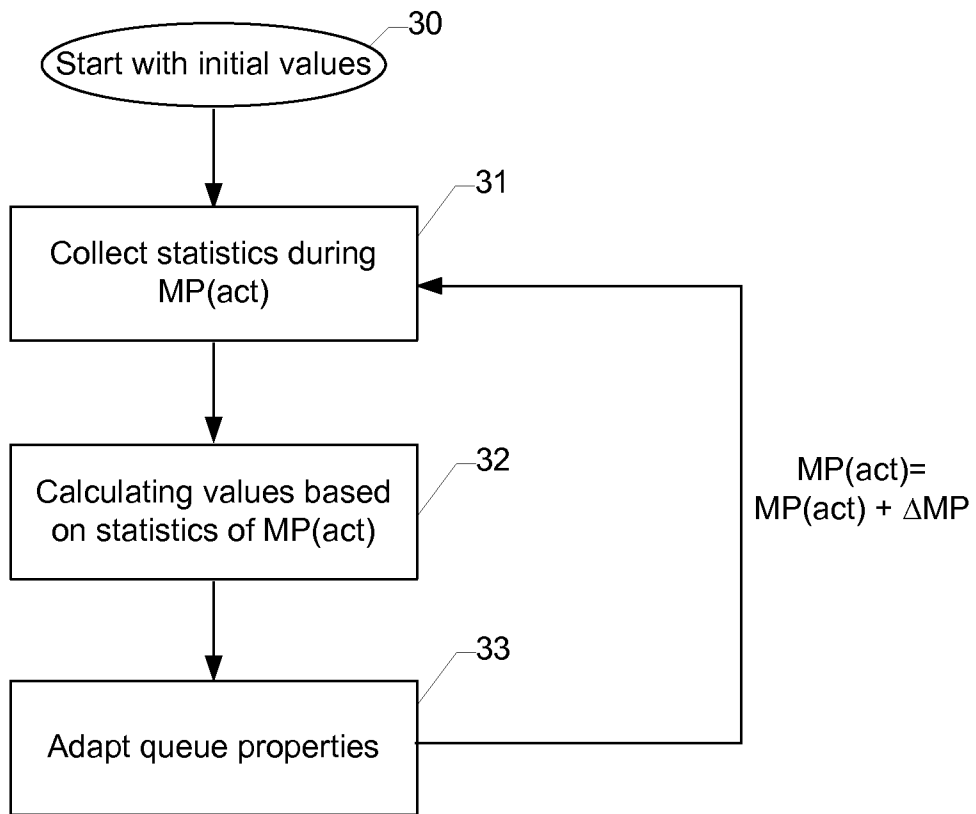 30
Start with initial values
31
Collect statistics during
MP(act)
32
Calculating values based
on statistics of MP(act)
MP(act)=
MP(act) + ΔMP
33
Adapt queue properties